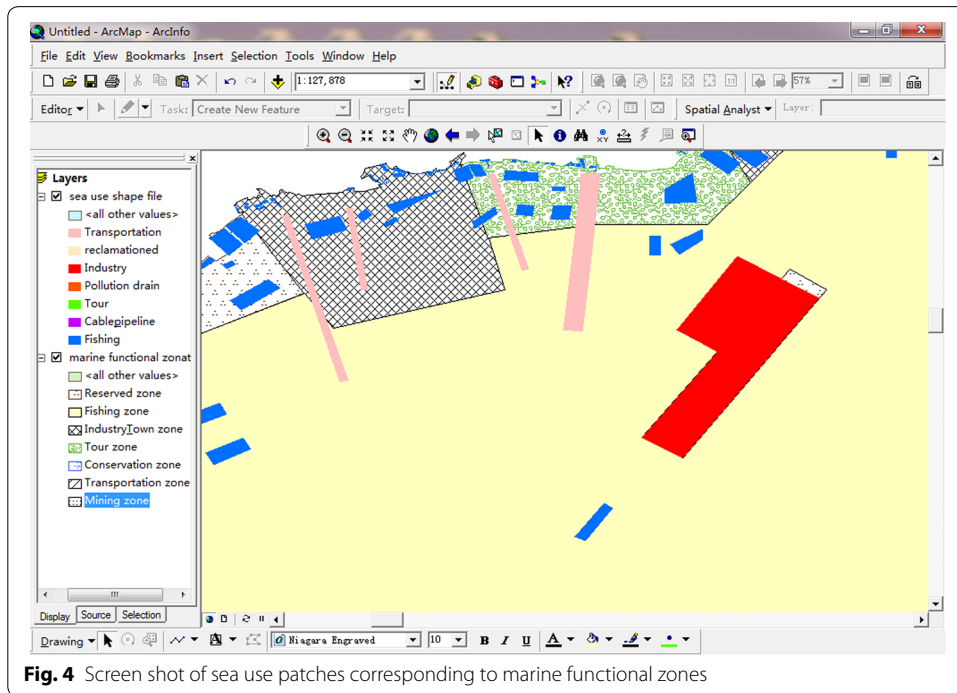 Untitled - ArcMap - ArcInfo
File Edit View Bookmarks Insert Selection Tools Window Help
1:127,878 57%
Editor Task: Create New Feature Target: Spatial Analyst Layer:
Layers
sea use shape file
<all other values>
Transportation
reclamationed
Industry
Pollution drain
Tour
Cablepipeline
Fishing
marine functional zonat
<all other values>
Reserved zone
Fishing zone
IndustryTown zone
Tour zone
Conservation zone
Transportation zone
Mining zone
Display Source Selection
Drawing Niagara Engraved 10 B I U A
Fig. 4 Screen shot of sea use patches corresponding to marine functional zones